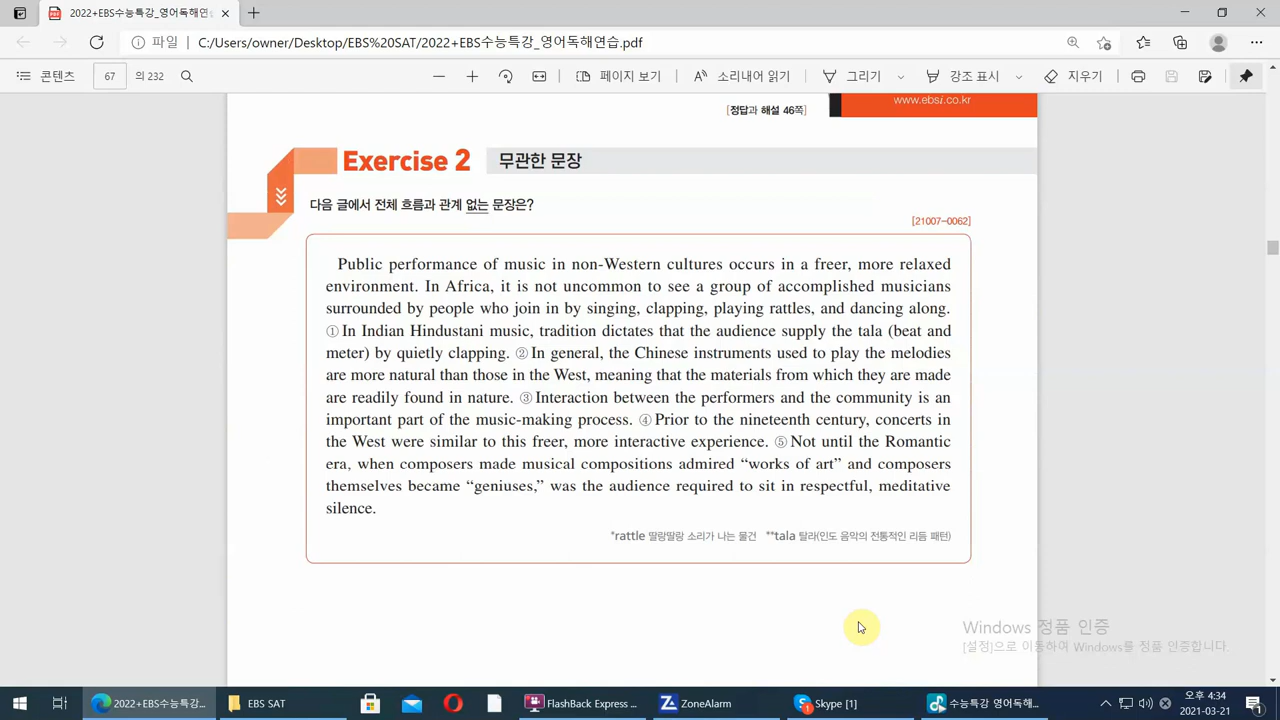 2022+EBS수능특강_영어독해연
파일
C:/Users/owner/Desktop/EBS%20SAT/2022+EBS수능특강_영어독해연습.pdf
콘텐츠
67
의 232
페이지 보기
소리내어 읽기
그리기
강조 표시
지우기
[정답과 해설 46쪽]
www.ebsi.co.kr
Exercise 2
무관한 문장
다음 글에서 전체 흐름과 관계 없는 문장은?
[21007-0062]
Public performance of music in non-Western cultures occurs in a freer, more relaxed
environment. In Africa, it is not uncommon to see a group of accomplished musicians
surrounded by people who join in by singing, clapping, playing rattles, and dancing along.
① In Indian Hindustani music, tradition dictates that the audience supply the tala (beat and
meter) by quietly clapping. ② In general, the Chinese instruments used to play the melodies
are more natural than those in the West, meaning that the materials from which they are made
are readily found in nature. ③ Interaction between the performers and the community is an
important part of the music-making process. ④ Prior to the nineteenth century, concerts in
the West were similar to this freer, more interactive experience. ⑤ Not until the Romantic
era, when composers made musical compositions admired “works of art” and composers
themselves became “geniuses,” was the audience required to sit in respectful, meditative
silence.
*rattle 딸랑딸랑 소리가 나는 물건 **tala 탈라(인도 음악의 전통적인 리듬 패턴)
Windows 정품 인증
[설정]으로 이동하여 Windows를 정품 인증합니다.
2022+EBS수능특강...
EBS SAT
FlashBack Express ...
ZoneAlarm
Skype [1]
수능특강 영어독해...
오후 4:34
2021-03-21